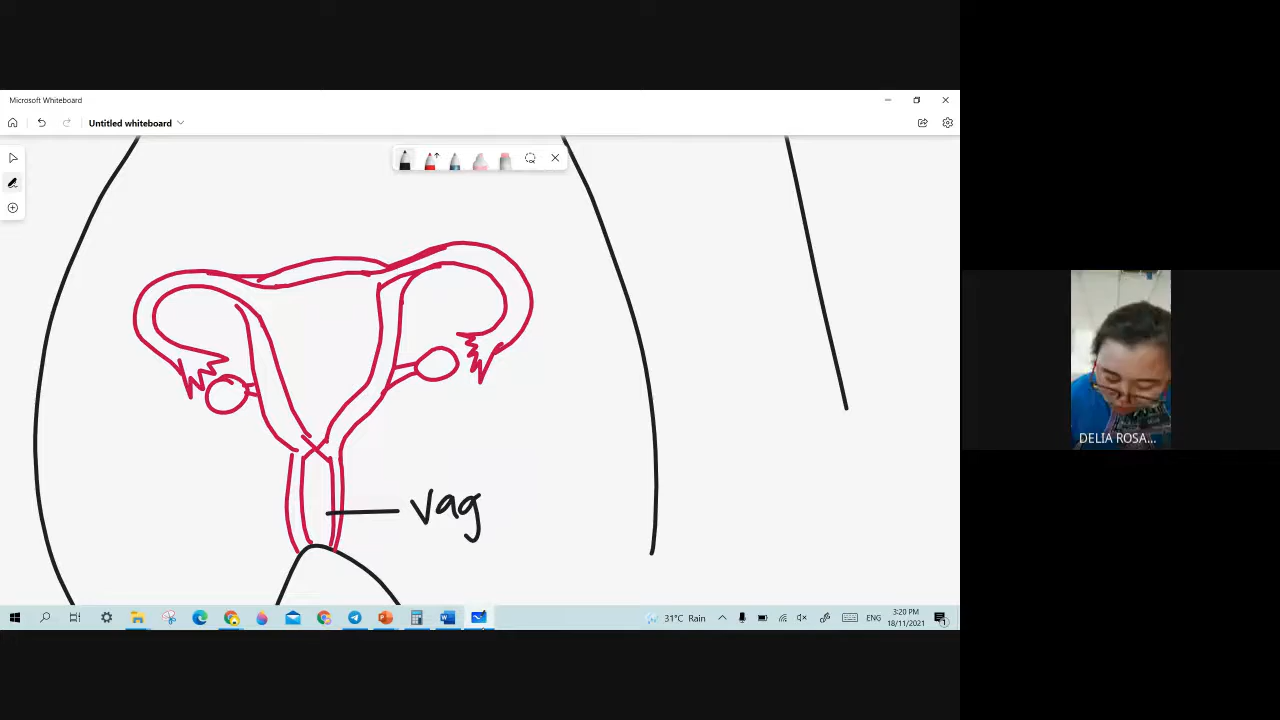 Microsoft Whiteboard
Untitled whiteboard
vag
DELIA ROSA...
31°C Rain
ENG
3:20 PM
18/11/2021